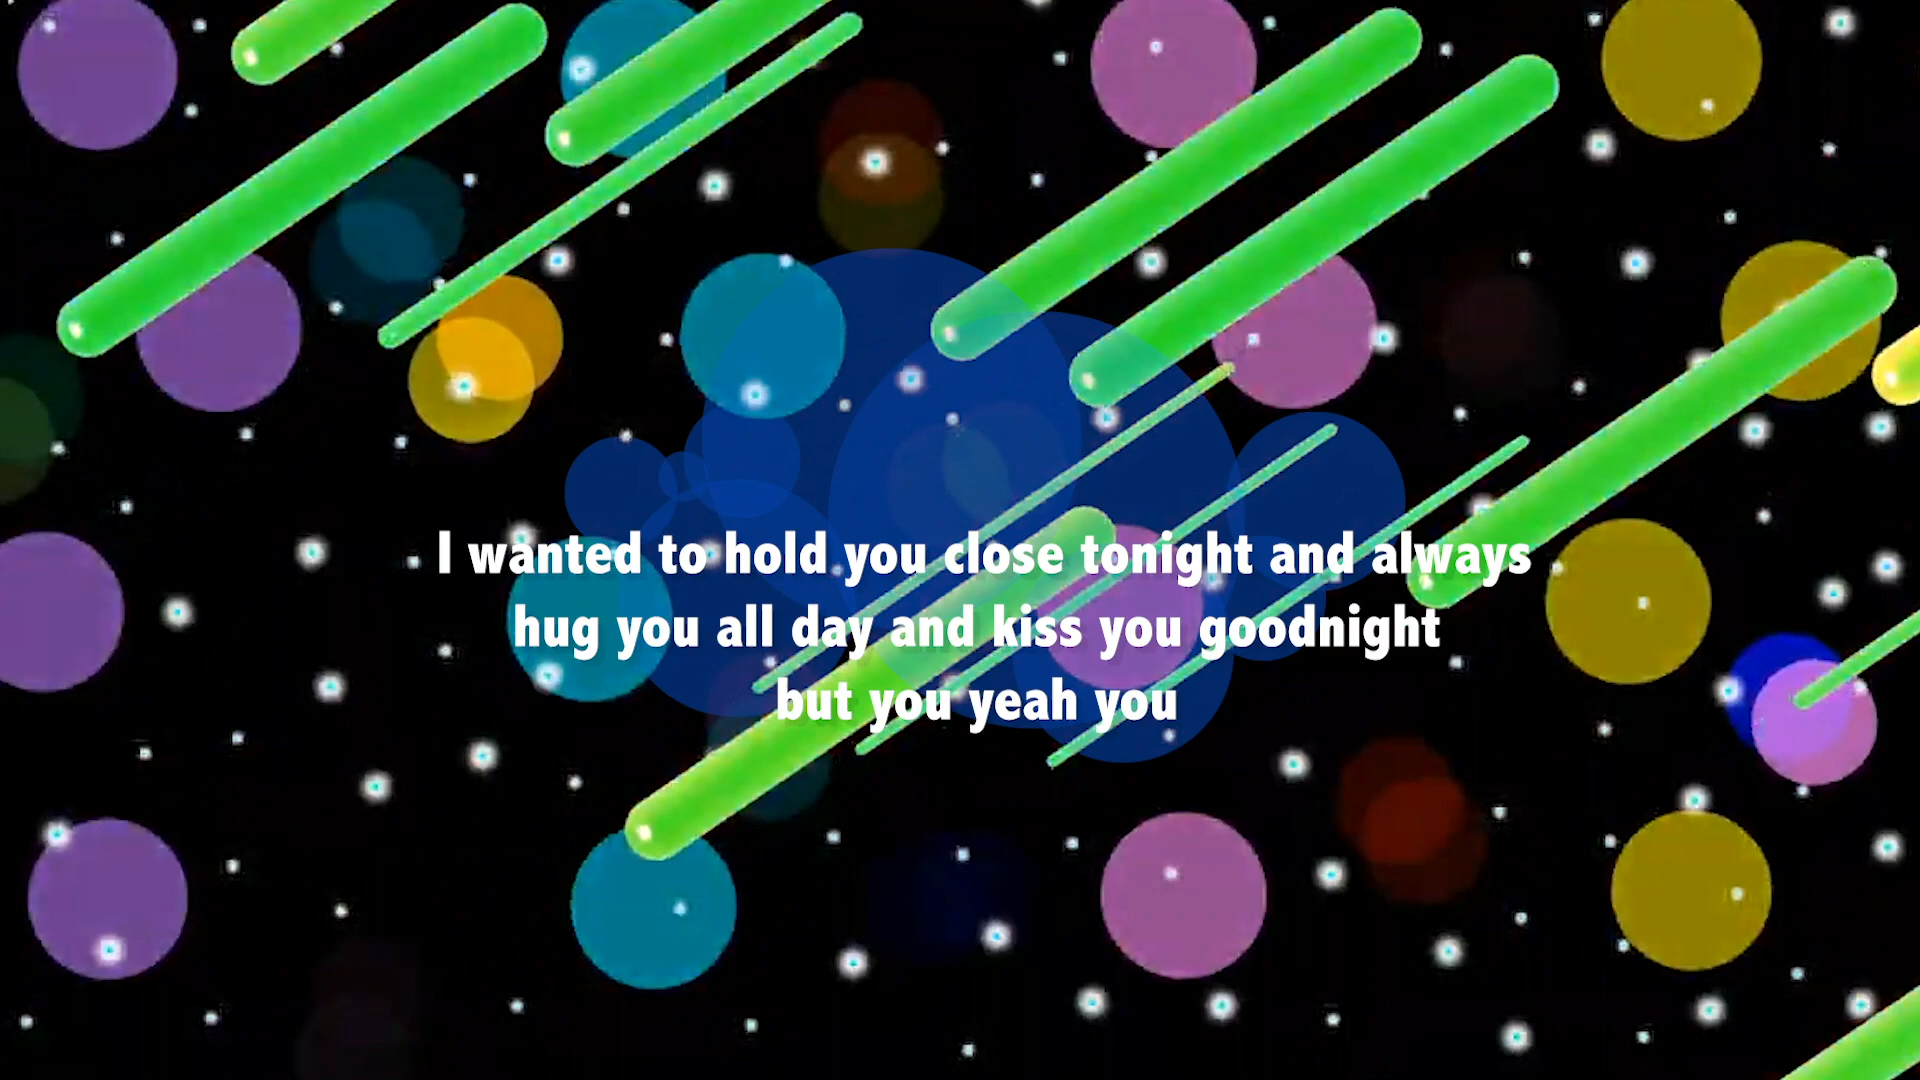 I wanted to hold you close tonight and always
hug you all day and kiss you goodnight
but you yeah you